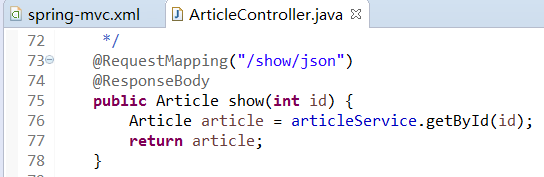 spring-mvc.xml ArticleController.java
72 */
73 @RequestMapping("/show/json")
74 @ResponseBody
75 public Article show(int id) {
76 Article article = articleService.getById(id);
77 return article;
78 }